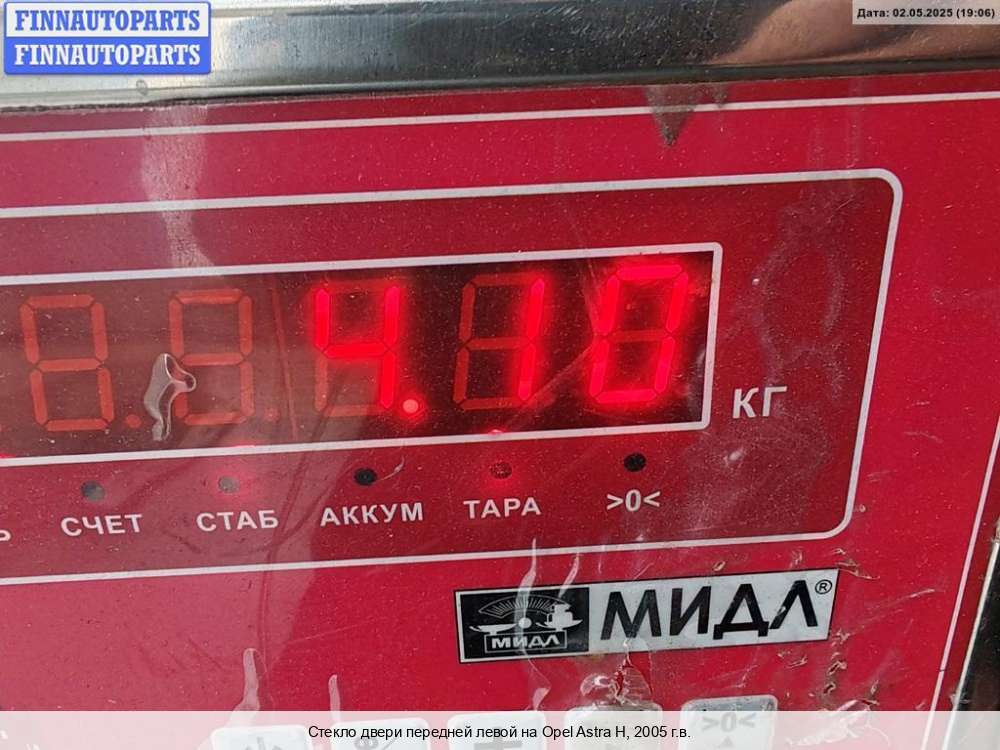 FINNAUTOPARTS
FINNAUTOPARTS
Дата: 02.05.2025 (19:06)
4.10
КГ
СЧЕТ СТАБ АККУМ ТАРА >0<
МИДЛ МИДЛ®
>0<
Стекло двери передней левой на Opel Astra H, 2005 г.в.